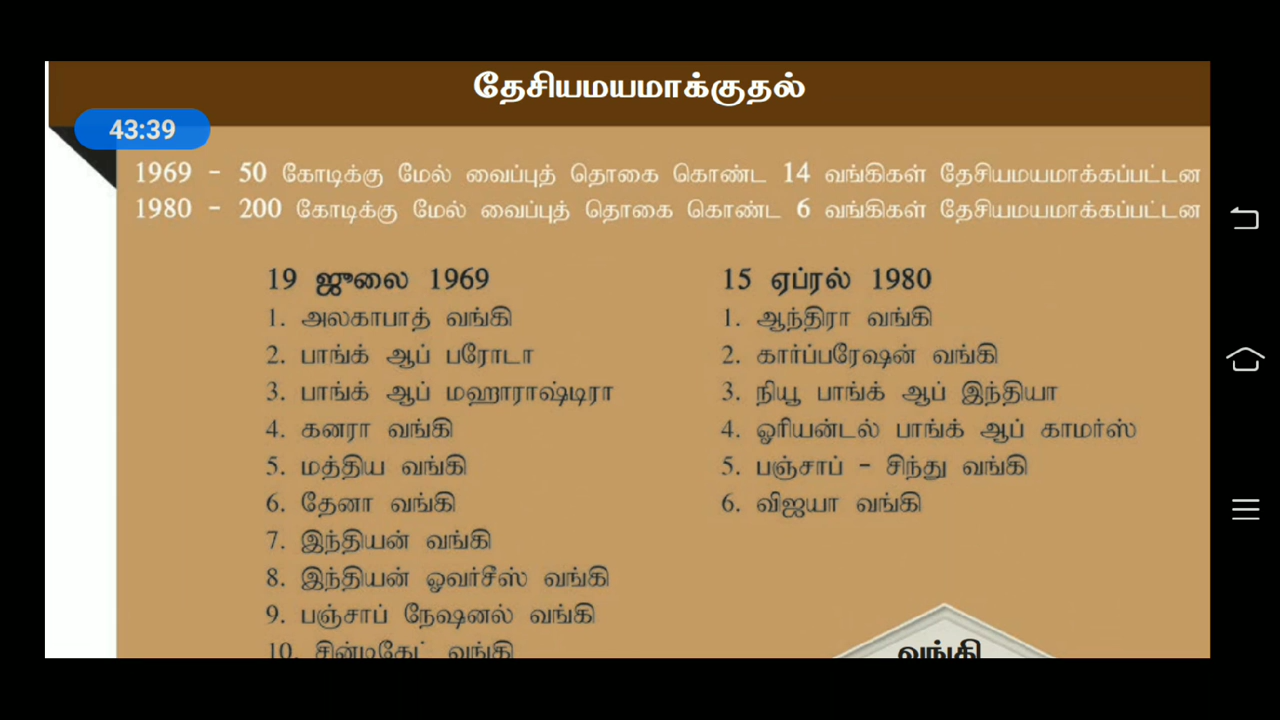 தேசியமயமாக்குதல்
43:39
1969 - 50 கோடிக்கு மேல் வைப்புத் தொகை கொண்ட 14 வங்கிகள் தேசியமயமாக்கப்பட்டன
1980 - 200 கோடிக்கு மேல் வைப்புத் தொகை கொண்ட 6 வங்கிகள் தேசியமயமாக்கப்பட்டன
19 ஜுலை 1969
1. அலகாபாத் வங்கி
2. பாங்க் ஆப் பரோடா
3. பாங்க் ஆப் மஹாராஷ்டிரா
4. கனரா வங்கி
5. மத்திய வங்கி
6. தேனா வங்கி
7. இந்தியன் வங்கி
8. இந்தியன் ஓவர்சீஸ் வங்கி
9. பஞ்சாப் நேஷனல் வங்கி
10. சிண்டிகேட் வங்கி
15 ஏப்ரல் 1980
1. ஆந்திரா வங்கி
2. கார்ப்பரேஷன் வங்கி
3. நியூ பாங்க் ஆப் இந்தியா
4. ஓரியன்டல் பாங்க் ஆப் காமர்ஸ்
5. பஞ்சாப் - சிந்து வங்கி
6. விஜயா வங்கி
வங்கி